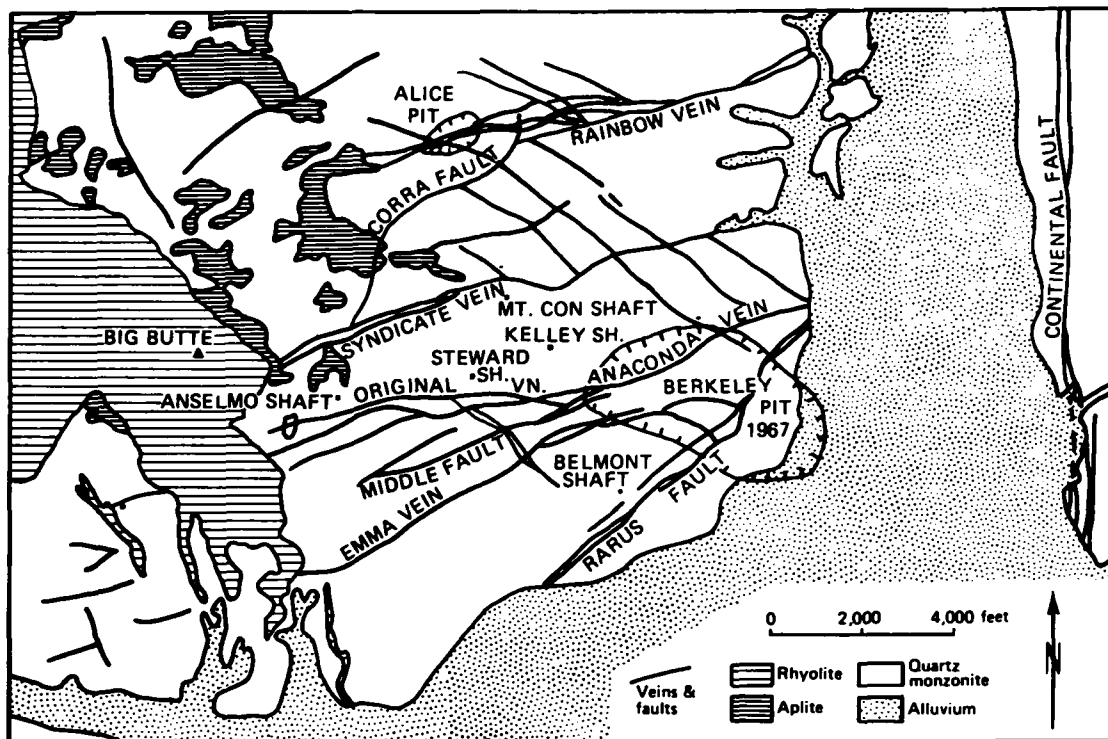 ALICE
PIT
RAINBOW VEIN
CORRA FAULT
CONTINENTAL FAULT
SYNDICATE VEIN
MT. CON SHAFT
KELLEY SH.
BIG BUTTE
STEWARD
SH.
ANACONDA VEIN
ANSELMO SHAFT
ORIGINAL VN.
BERKELEY
PIT
1967
MIDDLE FAULT
BELMONT
SHAFT
EMMA VEIN
RARUS FAULT
0 2,000 4,000 feet
N
Veins &
faults
Rhyolite
Quartz
monzonite
Aplite
Alluvium